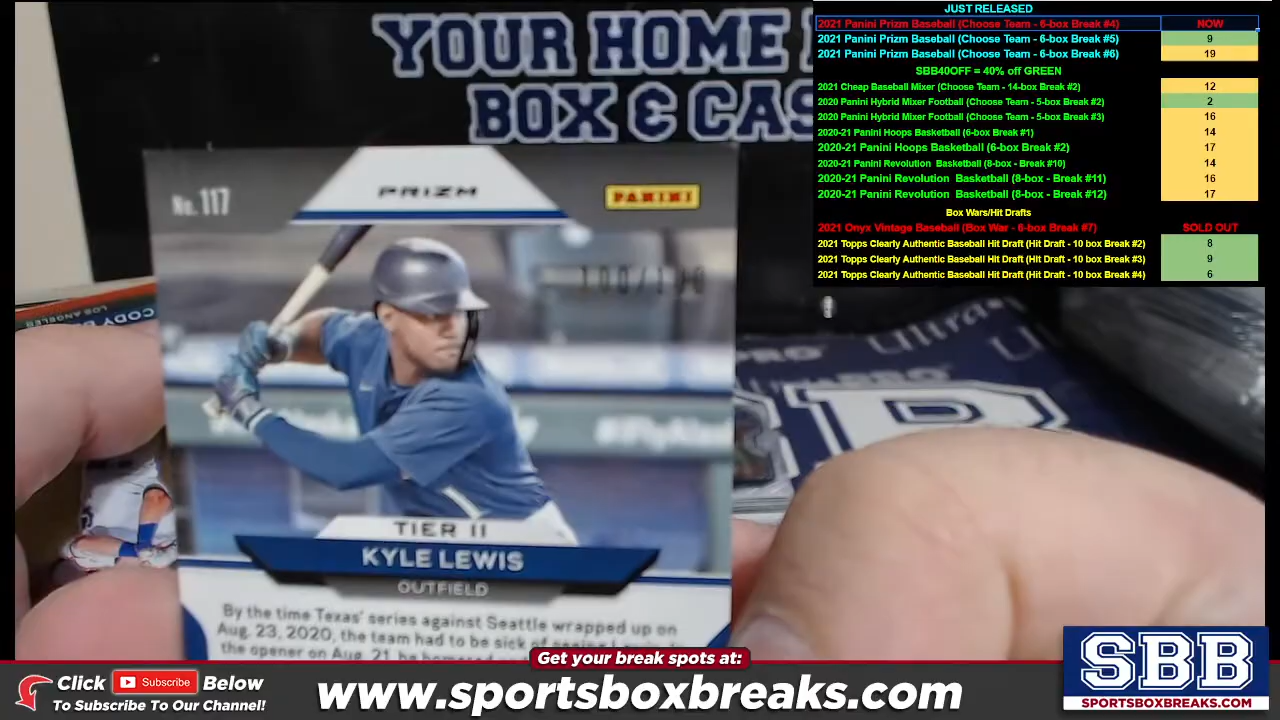 YOUR HOME
BOX & CAS
No. 117
PRIZM
PANINI
TIER II
KYLE LEWIS
OUTFIELD
By the time Texas' series against Seattle wrapped up on
Aug. 23, 2020, the team had to be sick of
the opener on Aug. 21, he homered
CODY
LOS ANGELES
PRO
Ultra
JUST RELEASED
2021 Panini Prizm Baseball (Choose Team - 6-box Break #4) NOW
2021 Panini Prizm Baseball (Choose Team - 6-box Break #5) 9
2021 Panini Prizm Baseball (Choose Team - 6-box Break #6) 19
SBB40OFF = 40% off GREEN
2021 Cheap Baseball Mixer (Choose Team - 14-box Break #2) 12
2020 Panini Hybrid Mixer Football (Choose Team - 5-box Break #2) 2
2020 Panini Hybrid Mixer Football (Choose Team - 5-box Break #3) 16
2020-21 Panini Hoops Basketball (6-box Break #1) 14
2020-21 Panini Hoops Basketball (6-box Break #2) 17
2020-21 Panini Revolution Basketball (8-box - Break #10) 14
2020-21 Panini Revolution Basketball (8-box - Break #11) 16
2020-21 Panini Revolution Basketball (8-box - Break #12) 17
Box Wars/Hit Drafts
2021 Onyx Vintage Baseball (Box War - 6-box Break #7) SOLD OUT
2021 Topps Clearly Authentic Baseball Hit Draft (Hit Draft - 10 box Break #2) 8
2021 Topps Clearly Authentic Baseball Hit Draft (Hit Draft - 10 box Break #3) 9
2021 Topps Clearly Authentic Baseball Hit Draft (Hit Draft - 10 box Break #4) 6
Get your break spots at:
Click Subscribe Below
To Subscribe To Our Channel!
www.sportsboxbreaks.com
SBB
SPORTSBOXBREAKS.COM